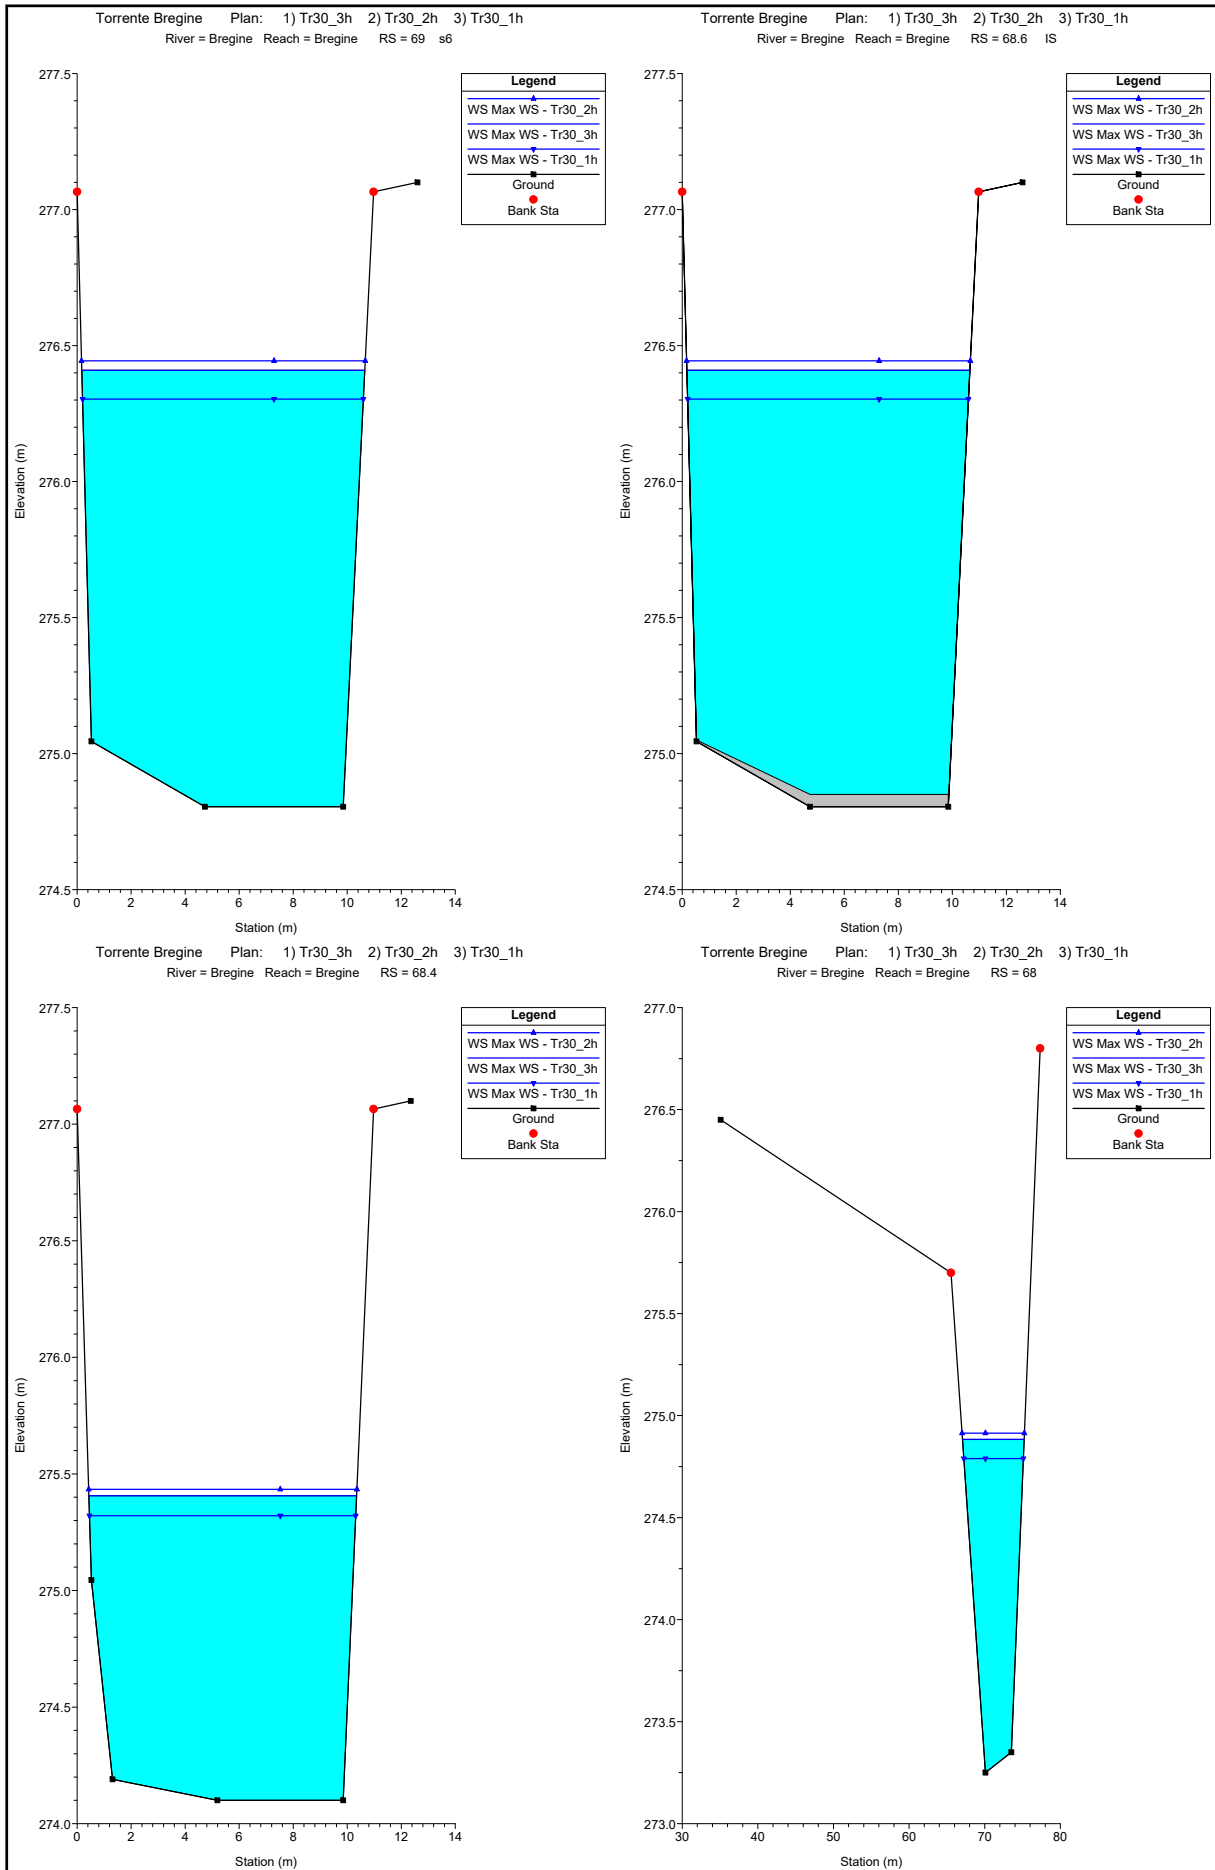 Torrente Bregine Plan: 1) Tr30_3h 2) Tr30_2h 3) Tr30_1h
River = Bregine Reach = Bregine RS = 69 s6
Legend
WS Max WS - Tr30_2h
WS Max WS - Tr30_3h
WS Max WS - Tr30_1h
Ground
Bank Sta
277.5
277.0
276.5
276.0
275.5
275.0
274.5
Elevation (m)
0 2 4 6 8 10 12 14
Station (m)
Torrente Bregine Plan: 1) Tr30_3h 2) Tr30_2h 3) Tr30_1h
River = Bregine Reach = Bregine RS = 68.6 IS
Legend
WS Max WS - Tr30_2h
WS Max WS - Tr30_3h
WS Max WS - Tr30_1h
Ground
Bank Sta
277.5
277.0
276.5
276.0
275.5
275.0
274.5
Elevation (m)
0 2 4 6 8 10 12 14
Station (m)
Torrente Bregine Plan: 1) Tr30_3h 2) Tr30_2h 3) Tr30_1h
River = Bregine Reach = Bregine RS = 68.4
Legend
WS Max WS - Tr30_2h
WS Max WS - Tr30_3h
WS Max WS - Tr30_1h
Ground
Bank Sta
277.5
277.0
276.5
276.0
275.5
275.0
274.5
274.0
Elevation (m)
0 2 4 6 8 10 12 14
Station (m)
Torrente Bregine Plan: 1) Tr30_3h 2) Tr30_2h 3) Tr30_1h
River = Bregine Reach = Bregine RS = 68
Legend
WS Max WS - Tr30_2h
WS Max WS - Tr30_3h
WS Max WS - Tr30_1h
Ground
Bank Sta
277.0
276.5
276.0
275.5
275.0
274.5
274.0
273.5
273.0
Elevation (m)
30 40 50 60 70 80
Station (m)